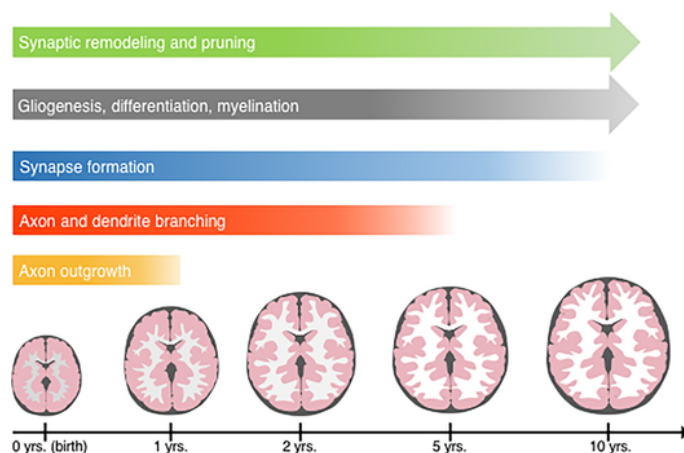 Synaptic remodeling and pruning
Gliogenesis, differentiation, myelination
Synapse formation
Axon and dendrite branching
Axon outgrowth
0 yrs. (birth) 1 yrs. 2 yrs. 5 yrs. 10 yrs.